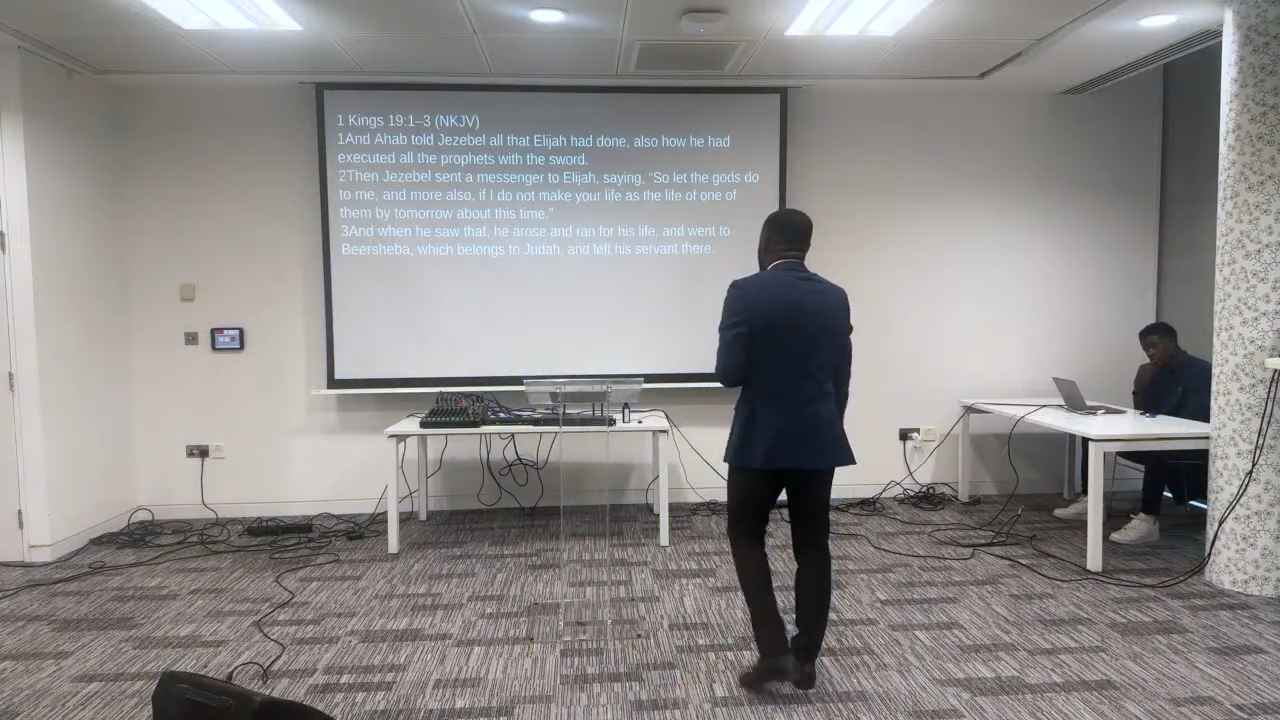 1 Kings 19:1–3 (NKJV)
1And Ahab told Jezebel all that Elijah had done, also how he had
executed all the prophets with the sword.
2Then Jezebel sent a messenger to Elijah, saying, “So let the gods do
to me, and more also, if I do not make your life as the life of one of
them by tomorrow about this time.”
3And when he saw that, he arose and ran for his life, and went to
Beersheba, which belongs to Judah, and left his servant there.